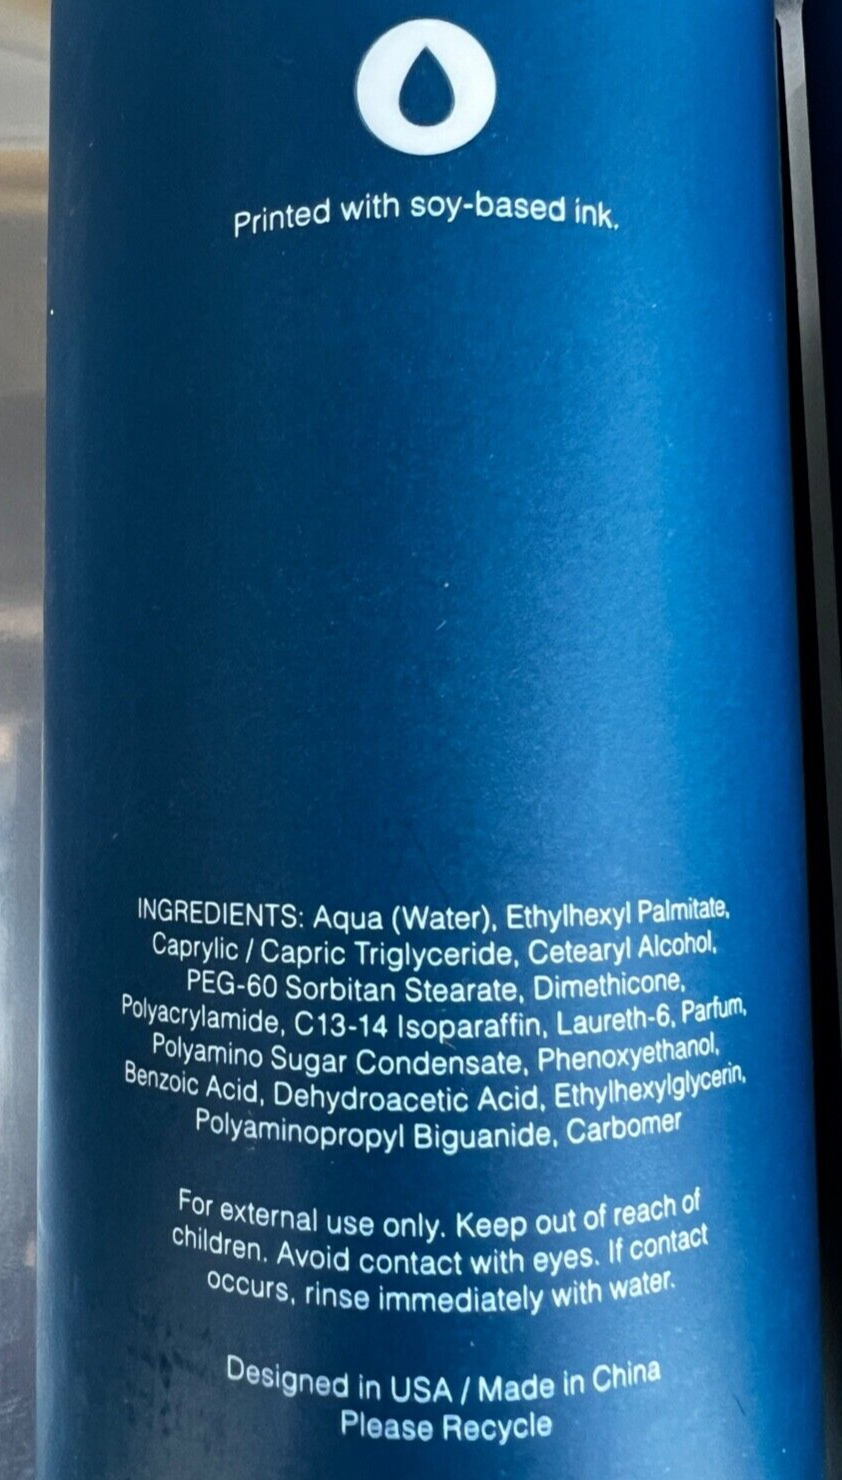 Printed with soy-based ink.
INGREDIENTS: Aqua (Water), Ethylhexyl Palmitate,
Caprylic / Capric Triglyceride, Cetearyl Alcohol,
PEG-60 Sorbitan Stearate, Dimethicone,
Polyacrylamide, C13-14 Isoparaffin, Laureth-6, Parfum,
Polyamino Sugar Condensate, Phenoxyethanol,
Benzoic Acid, Dehydroacetic Acid, Ethylhexylglycerin,
Polyaminopropyl Biguanide, Carbomer
For external use only. Keep out of reach of
children. Avoid contact with eyes. If contact
occurs, rinse immediately with water.
Designed in USA / Made in China
Please Recycle